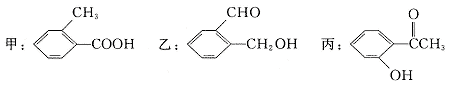 CH₃
甲: COOH
CHO
乙: CH₂OH
O
丙: CH₃
OH